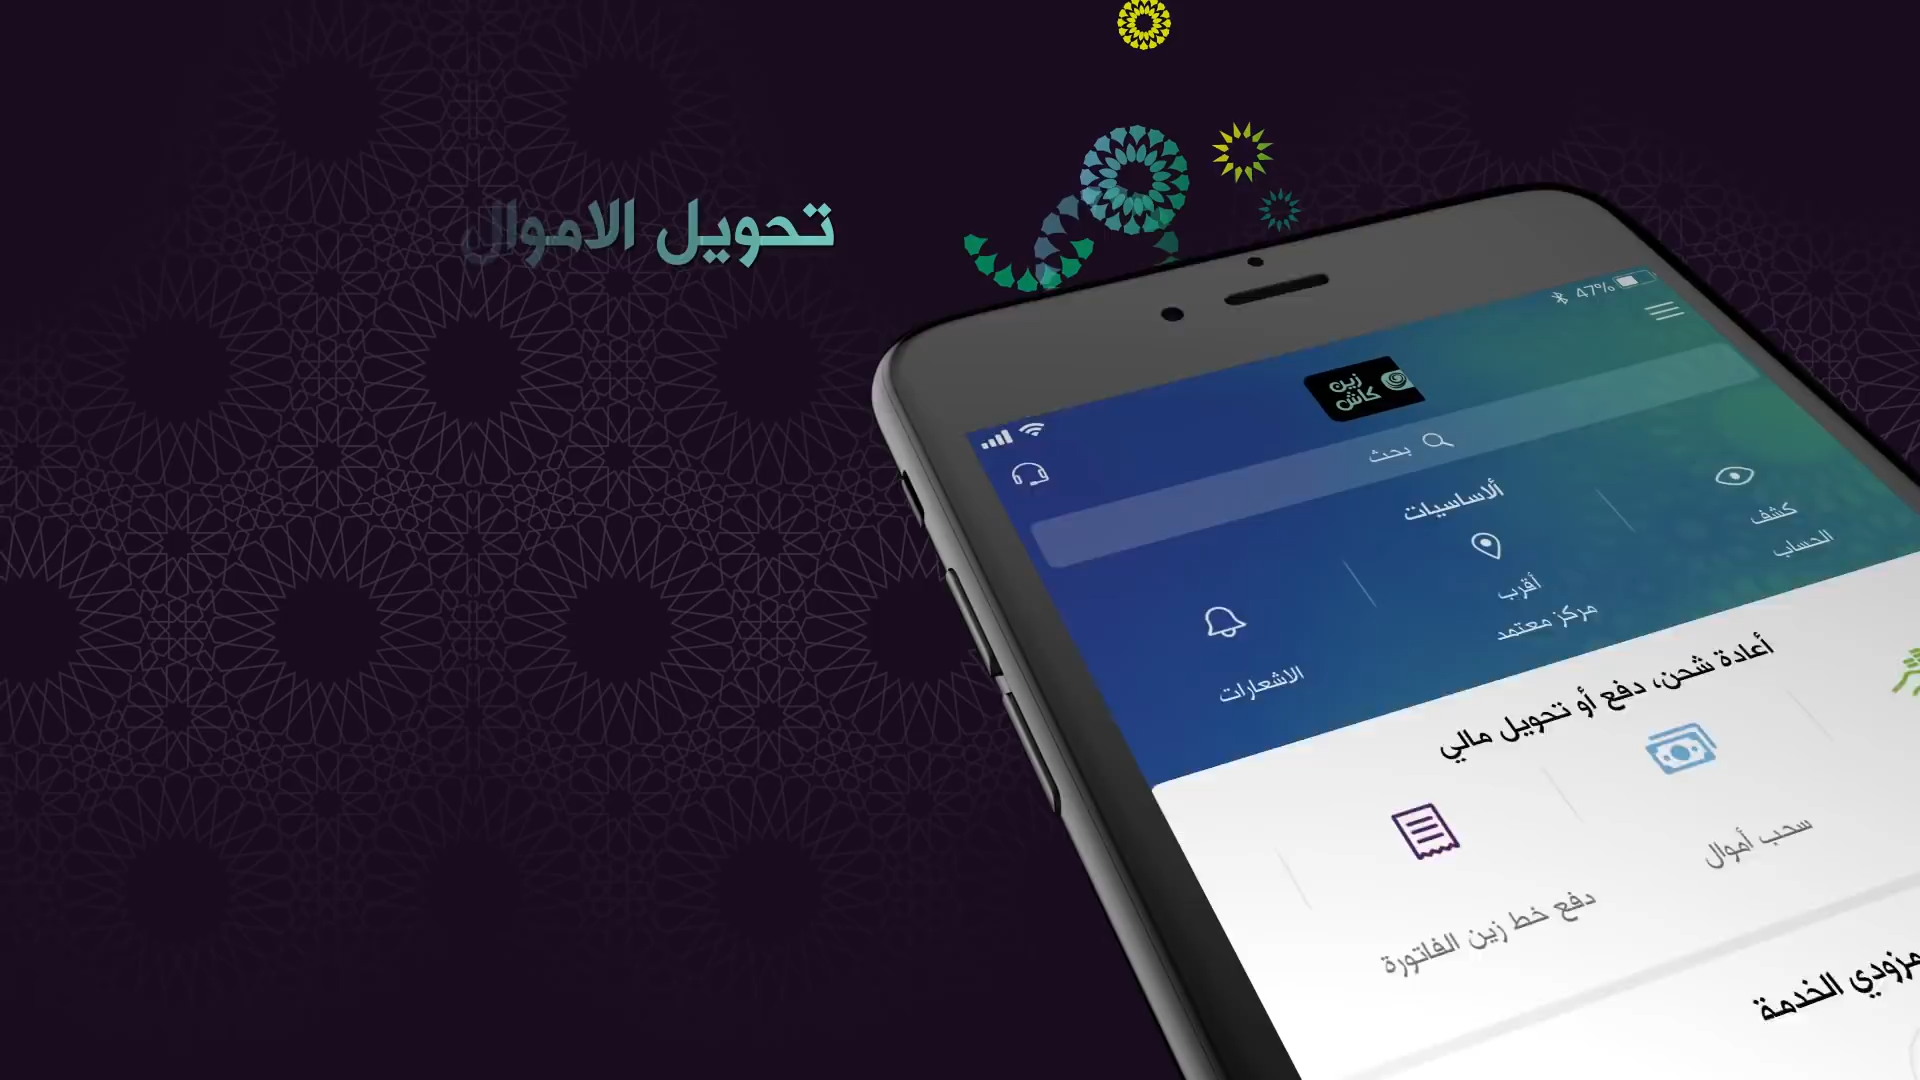 تحويل الاموال
47%
زين
كاش
بحث
ألاساسيات
كشف
الحساب
أقرب
مركز معتمد
الاشعارات
أعادة شحن، دفع أو تحويل مالي
سحب أموال
دفع خط زين الفاتورة
مزودي الخدمة